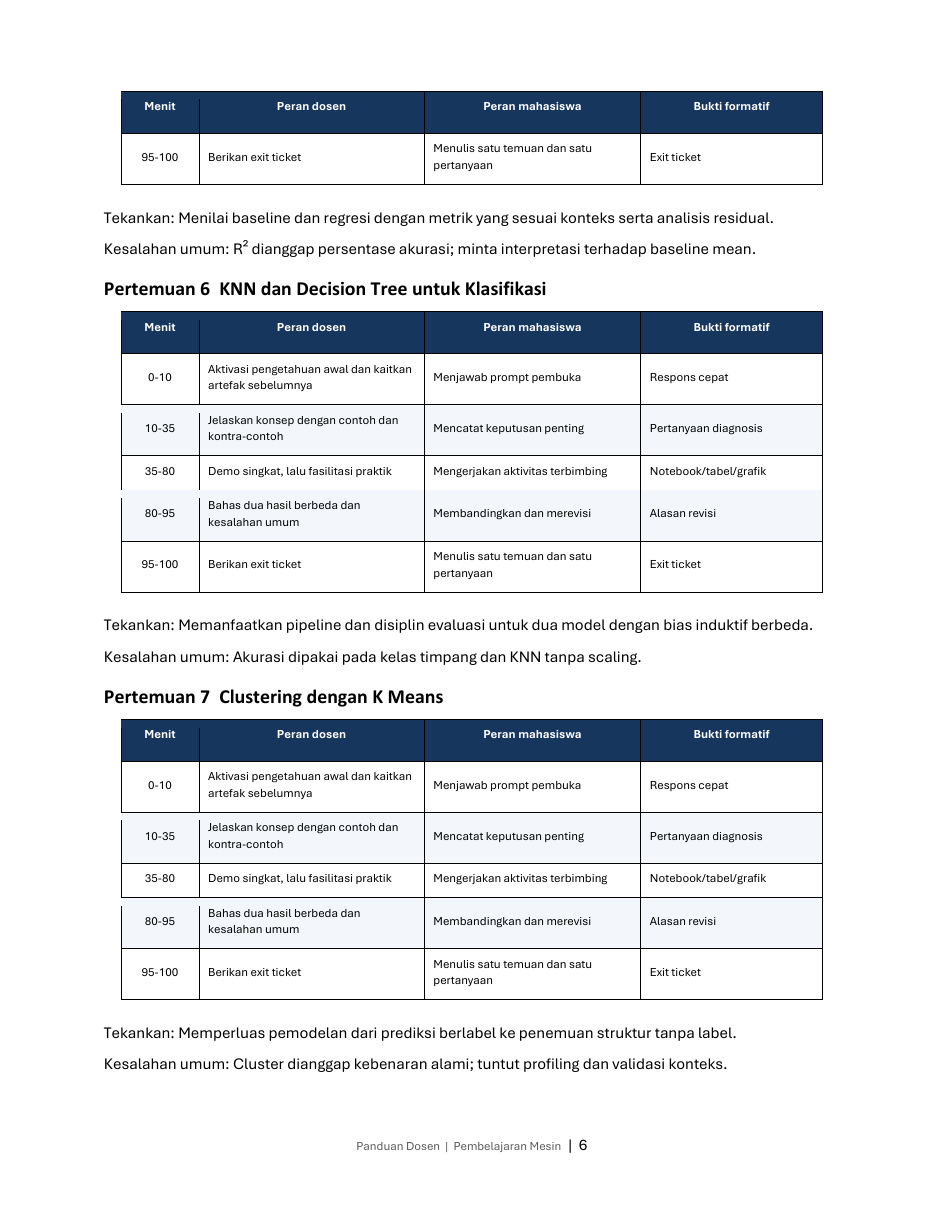 Menit Peran dosen Peran mahasiswa Bukti formatif
95-100 Berikan exit ticket Menulis satu temuan dan satu pertanyaan Exit ticket
Tekankan: Menilai baseline dan regresi dengan metrik yang sesuai konteks serta analisis residual.
Kesalahan umum: R² dianggap persentase akurasi; minta interpretasi terhadap baseline mean.
Pertemuan 6 KNN dan Decision Tree untuk Klasifikasi
Menit Peran dosen Peran mahasiswa Bukti formatif
0-10 Aktivasi pengetahuan awal dan kaitkan artefak sebelumnya Menjawab prompt pembuka Respons cepat
10-35 Jelaskan konsep dengan contoh dan kontra-contoh Mencatat keputusan penting Pertanyaan diagnosis
35-80 Demo singkat, lalu fasilitasi praktik Mengerjakan aktivitas terbimbing Notebook/tabel/grafik
80-95 Bahas dua hasil berbeda dan kesalahan umum Membandingkan dan merevisi Alasan revisi
95-100 Berikan exit ticket Menulis satu temuan dan satu pertanyaan Exit ticket
Tekankan: Memanfaatkan pipeline dan disiplin evaluasi untuk dua model dengan bias induktif berbeda.
Kesalahan umum: Akurasi dipakai pada kelas timpang dan KNN tanpa scaling.
Pertemuan 7 Clustering dengan K Means
Menit Peran dosen Peran mahasiswa Bukti formatif
0-10 Aktivasi pengetahuan awal dan kaitkan artefak sebelumnya Menjawab prompt pembuka Respons cepat
10-35 Jelaskan konsep dengan contoh dan kontra-contoh Mencatat keputusan penting Pertanyaan diagnosis
35-80 Demo singkat, lalu fasilitasi praktik Mengerjakan aktivitas terbimbing Notebook/tabel/grafik
80-95 Bahas dua hasil berbeda dan kesalahan umum Membandingkan dan merevisi Alasan revisi
95-100 Berikan exit ticket Menulis satu temuan dan satu pertanyaan Exit ticket
Tekankan: Memperluas pemodelan dari prediksi berlabel ke penemuan struktur tanpa label.
Kesalahan umum: Cluster dianggap kebenaran alami; tuntut profiling dan validasi konteks.
Panduan Dosen | Pembelajaran Mesin | 6